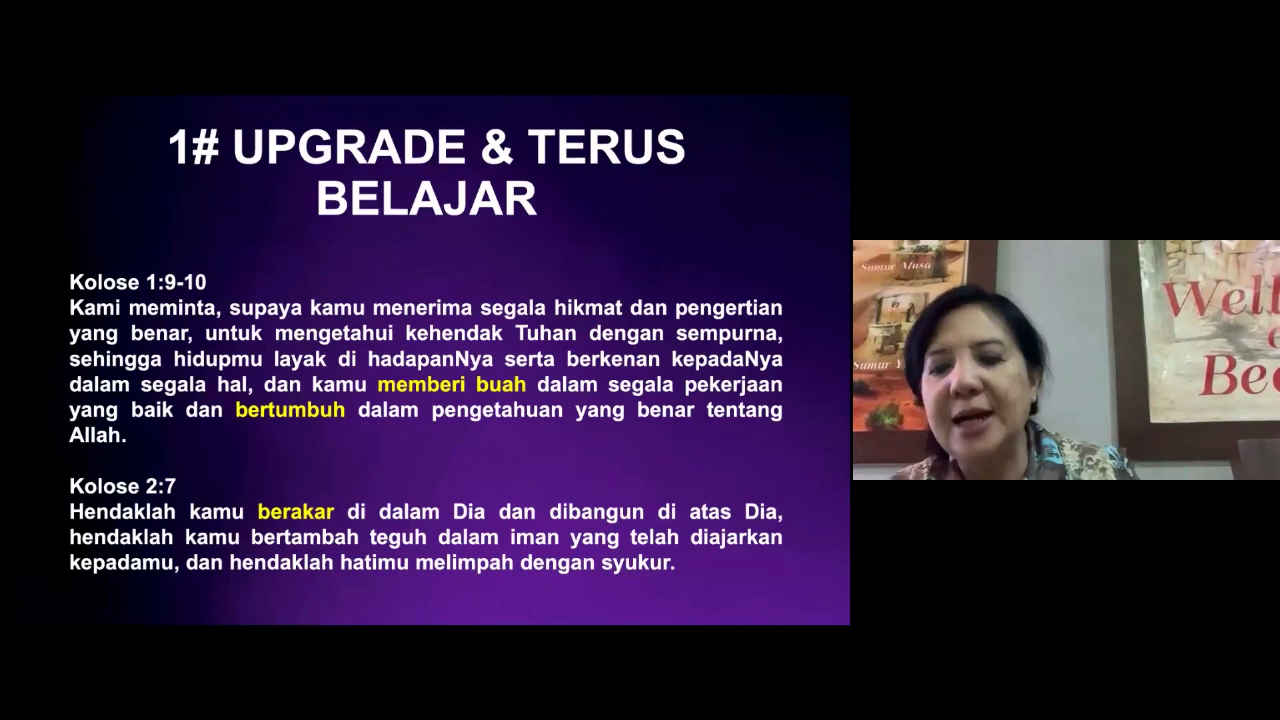 1# UPGRADE & TERUS
BELAJAR
Kolose 1:9-10
Kami meminta, supaya kamu menerima segala hikmat dan pengertian
yang benar, untuk mengetahui kehendak Tuhan dengan sempurna,
sehingga hidupmu layak di hadapanNya serta berkenan kepadaNya
dalam segala hal, dan kamu memberi buah dalam segala pekerjaan
yang baik dan bertumbuh dalam pengetahuan yang benar tentang
Allah.
Kolose 2:7
Hendaklah kamu berakar di dalam Dia dan dibangun di atas Dia,
hendaklah kamu bertambah teguh dalam iman yang telah diajarkan
kepadamu, dan hendaklah hatimu melimpah dengan syukur.
Sumur Musa
Sumur
Well
Bee